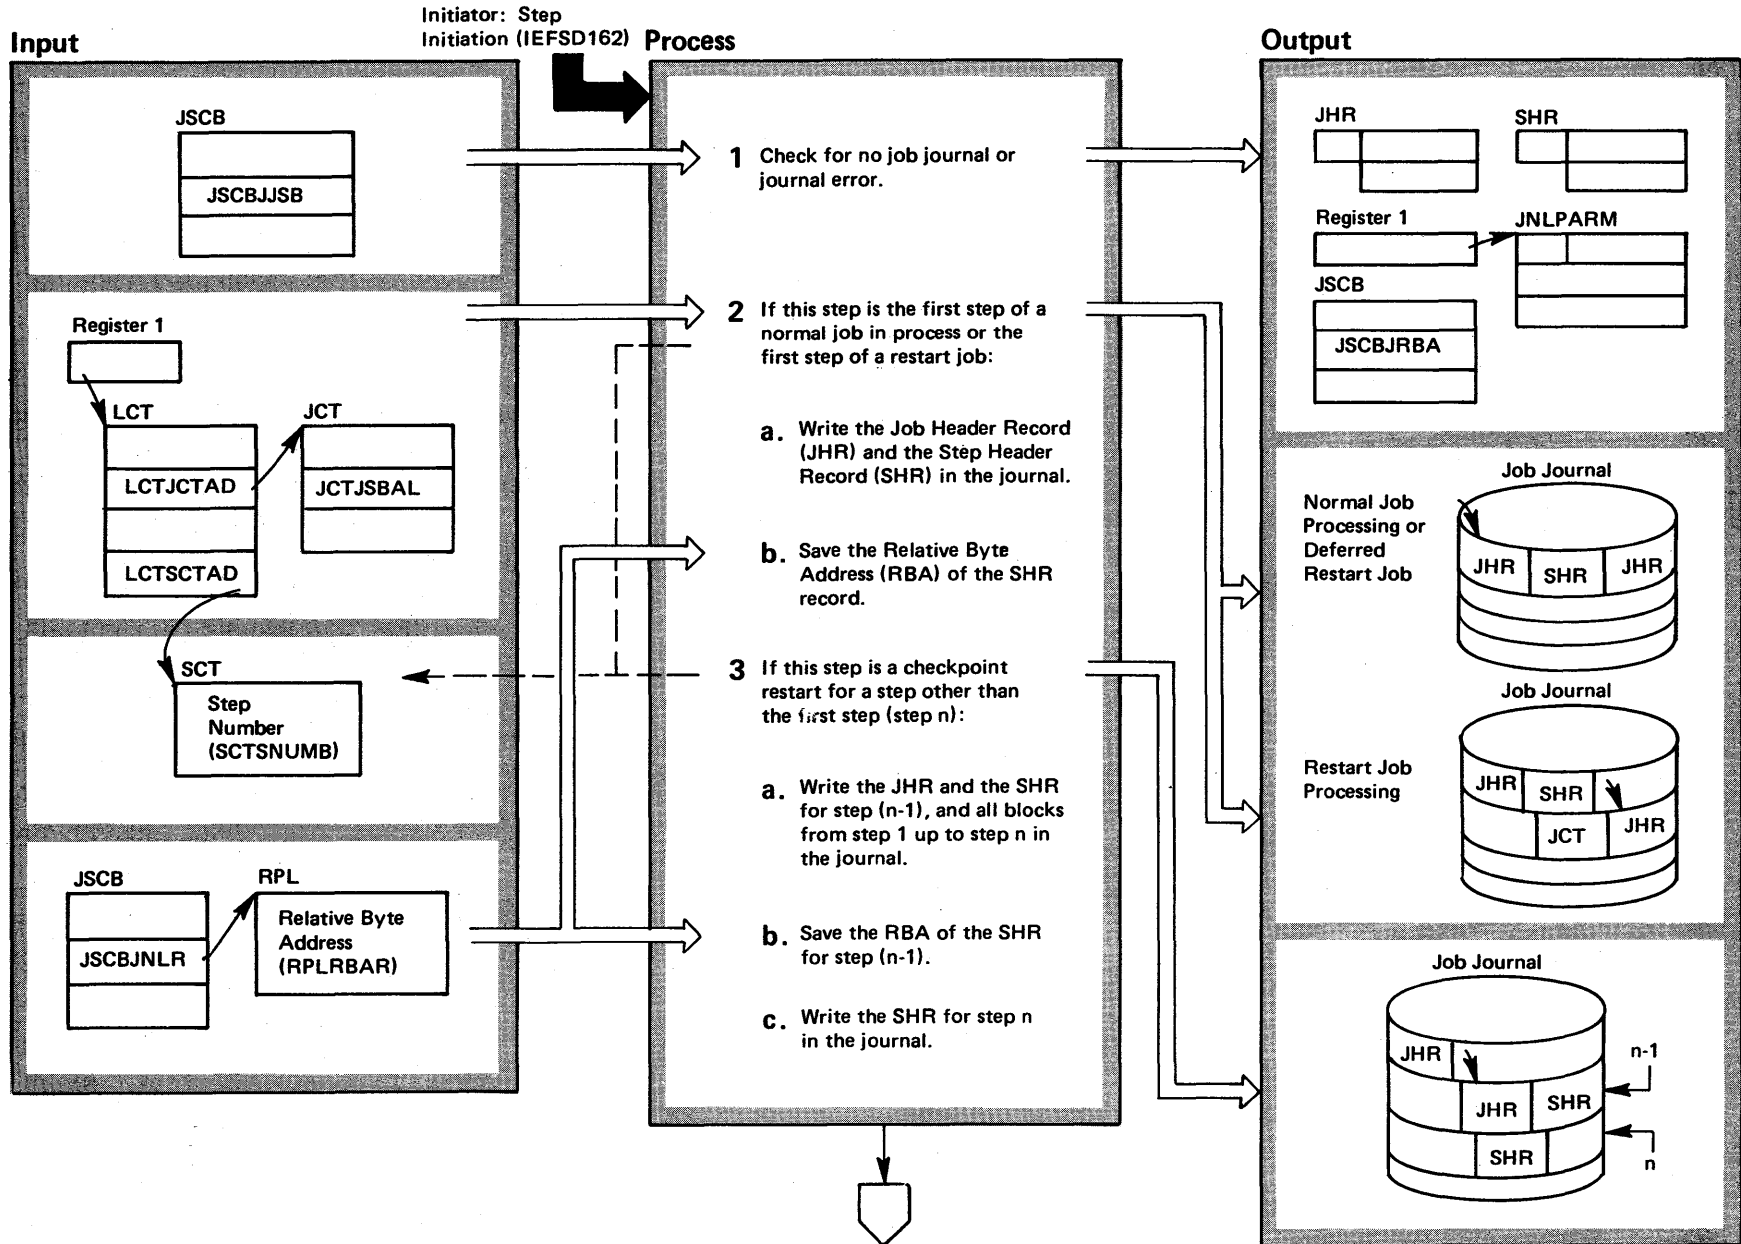 Initiator: Step
Initiation (IEFSD162)
Input
JSCB
JSCBJJSB
Register 1
LCT
JCT
LCTJCTAD
JCTJSBAL
LCTSCTAD
SCT
Step
Number
(SCTSNUMB)
JSCB
RPL
JSCBJNLR
Relative Byte
Address
(RPLRBAR)
Process
1 Check for no job journal or
journal error.
2 If this step is the first step of a
normal job in process or the
first step of a restart job:
a. Write the Job Header Record
(JHR) and the Step Header
Record (SHR) in the journal.
b. Save the Relative Byte
Address (RBA) of the SHR
record.
3 If this step is a checkpoint
restart for a step other than
the first step (step n):
a. Write the JHR and the SHR
for step (n-1), and all blocks
from step 1 up to step n in
the journal.
b. Save the RBA of the SHR
for step (n-1).
c. Write the SHR for step n
in the journal.
Output
JHR
SHR
Register 1
JNLPARM
JSCB
JSCBJRBA
Job Journal
Normal Job
Processing or
Deferred
Restart Job
JHR SHR JHR
Job Journal
Restart Job
Processing
JHR SHR
JCT JHR
Job Journal
JHR
n-1
JHR SHR
SHR
n